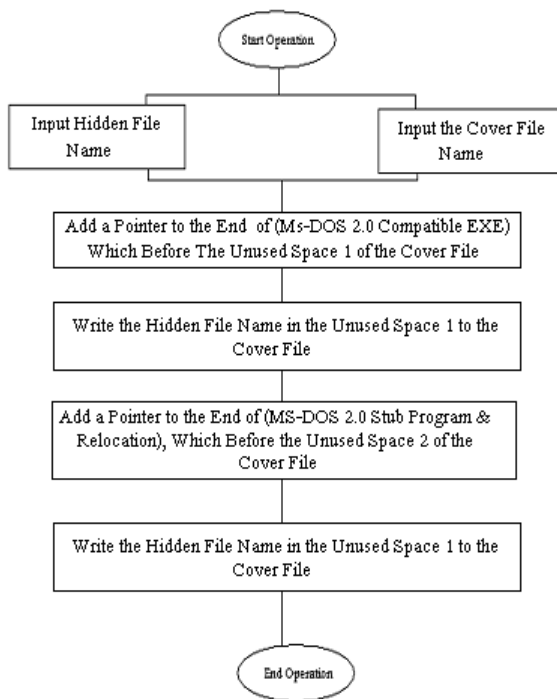 Start Operation
Input Hidden File
Name
Input the Cover File
Name
Add a Pointer to the End of (Ms-DOS 2.0 Compatible EXE)
Which Before The Unused Space 1 of the Cover File
Write the Hidden File Name in the Unused Space 1 to the
Cover File
Add a Pointer to the End of (MS-DOS 2.0 Stub Program &
Relocation), Which Before the Unused Space 2 of the
Cover File
Write the Hidden File Name in the Unused Space 1 to the
Cover File
End Operation